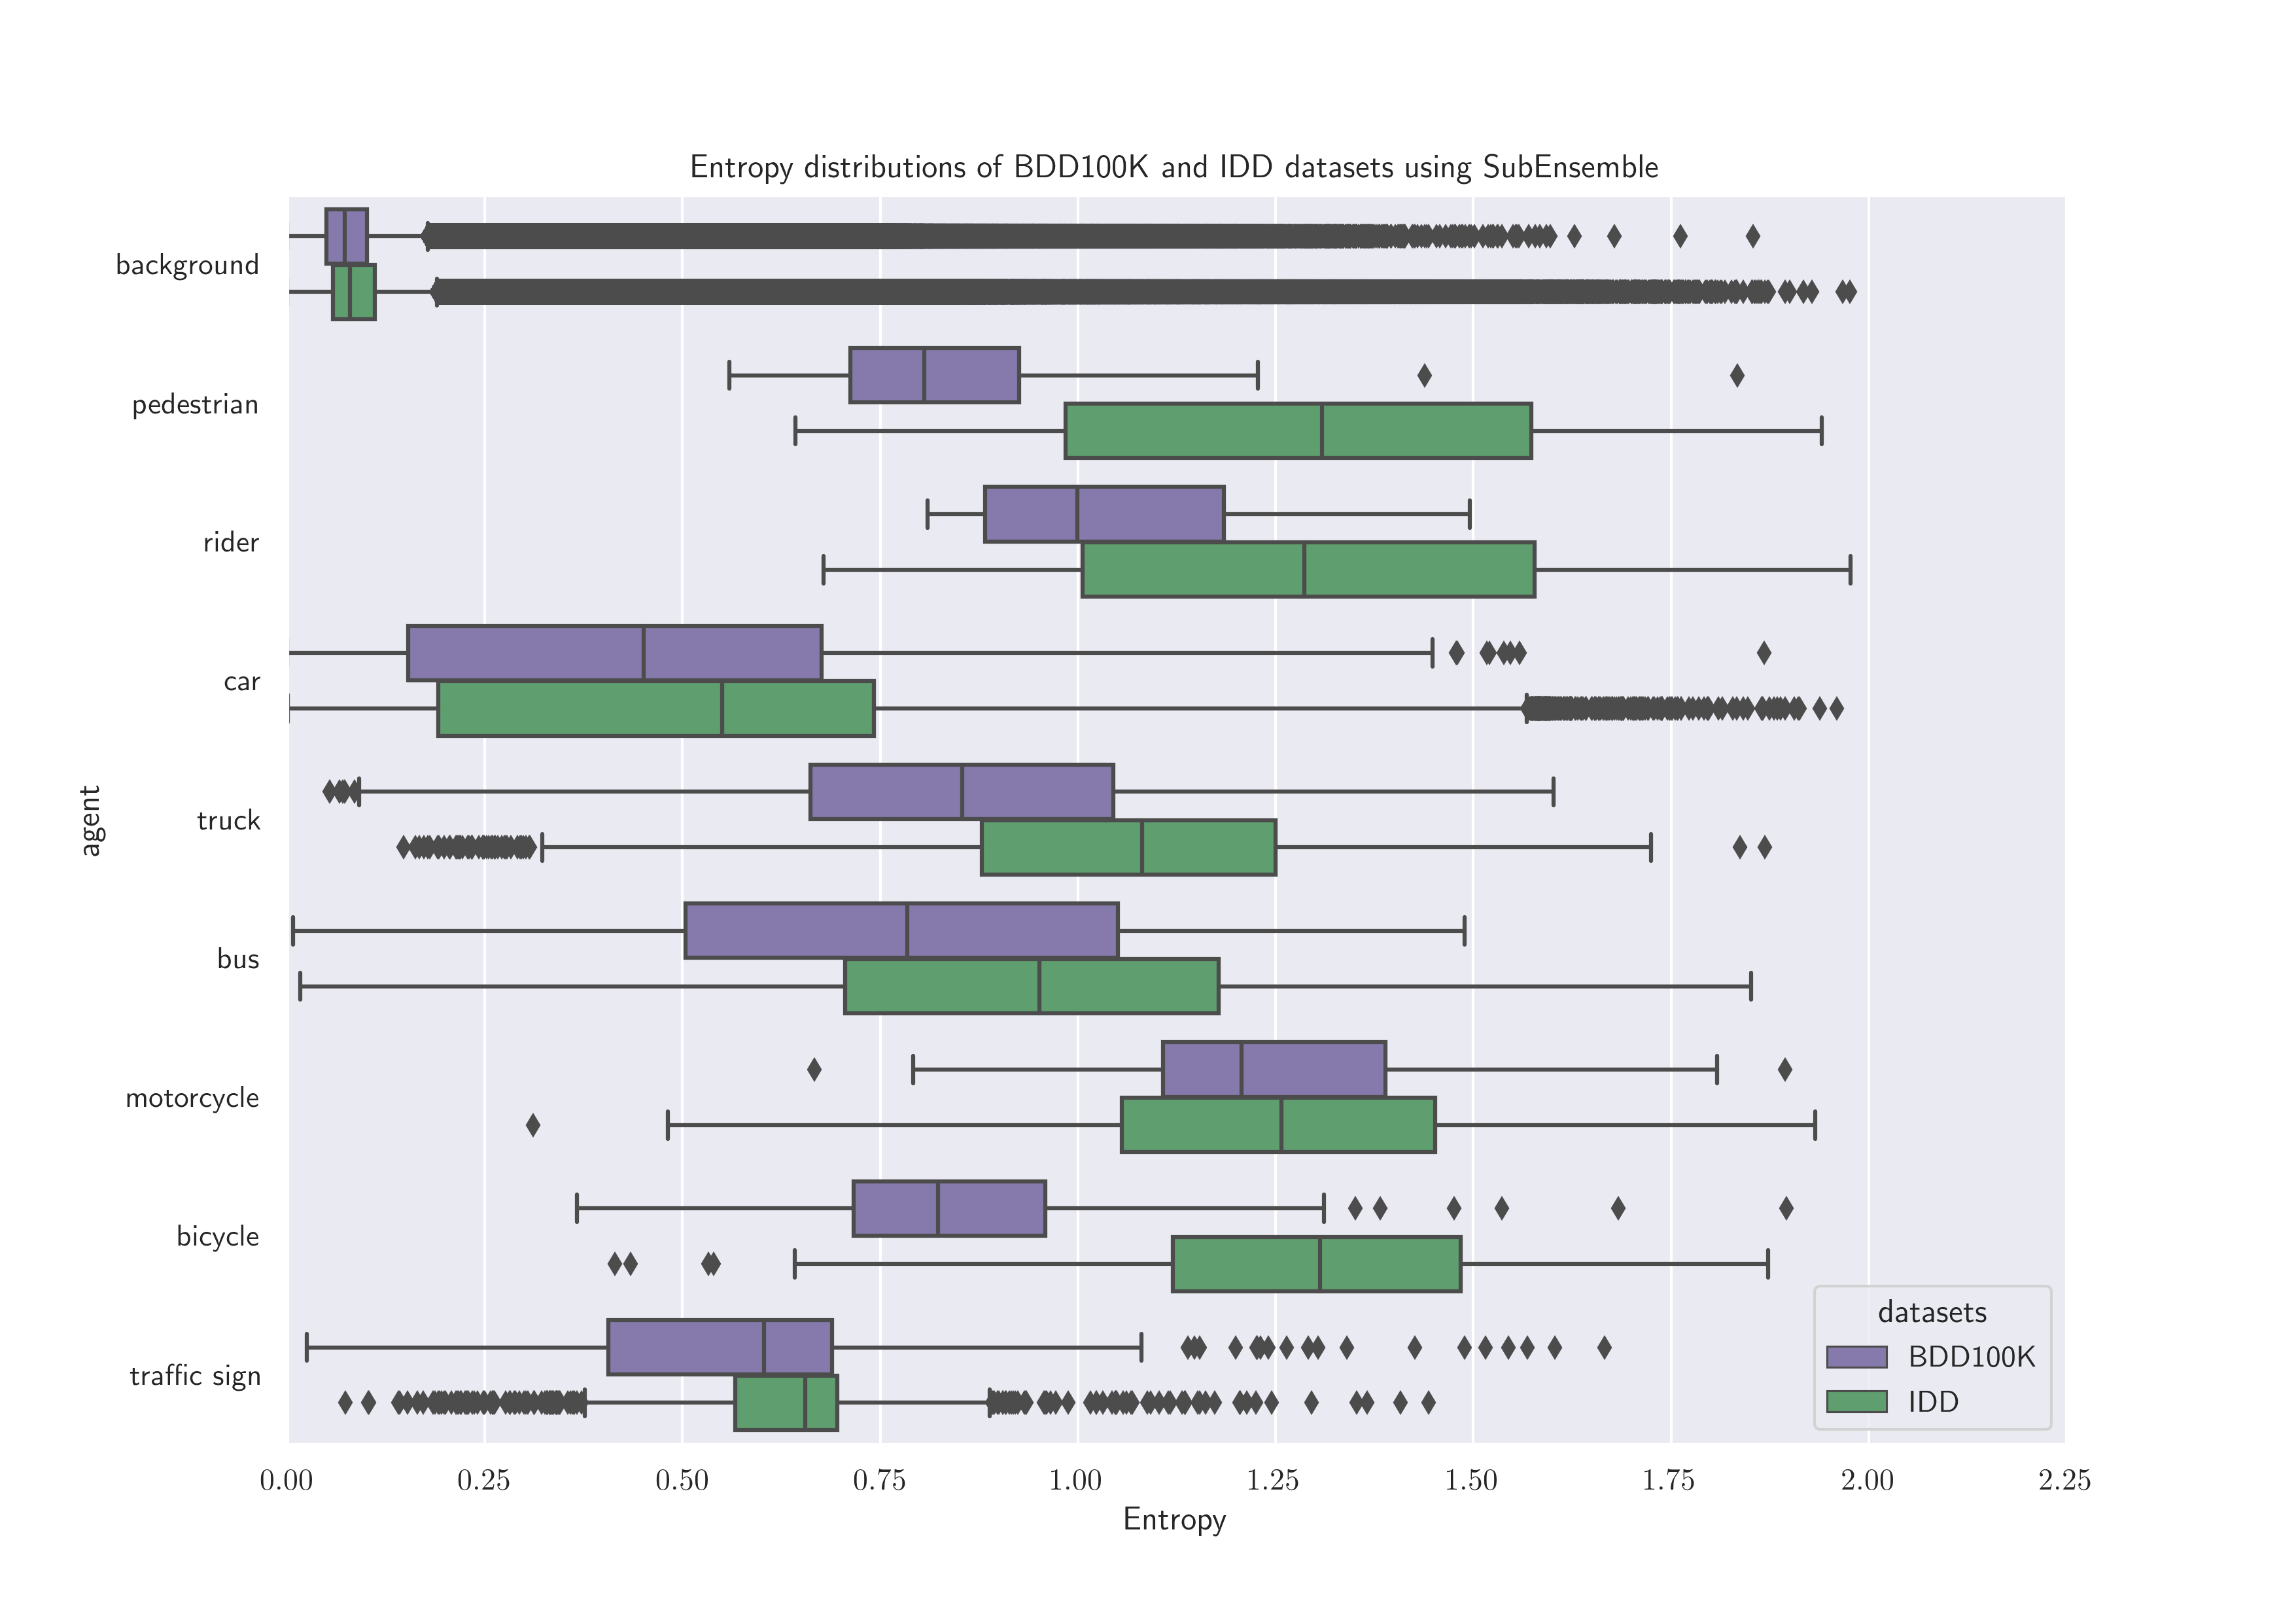 Entropy distributions of BDD100K and IDD datasets using SubEnsemble
background
pedestrian
rider
car
truck
bus
motorcycle
bicycle
traffic sign
agent
datasets
BDD100K
IDD
0.00 0.25 0.50 0.75 1.00 1.25 1.50 1.75 2.00 2.25
Entropy